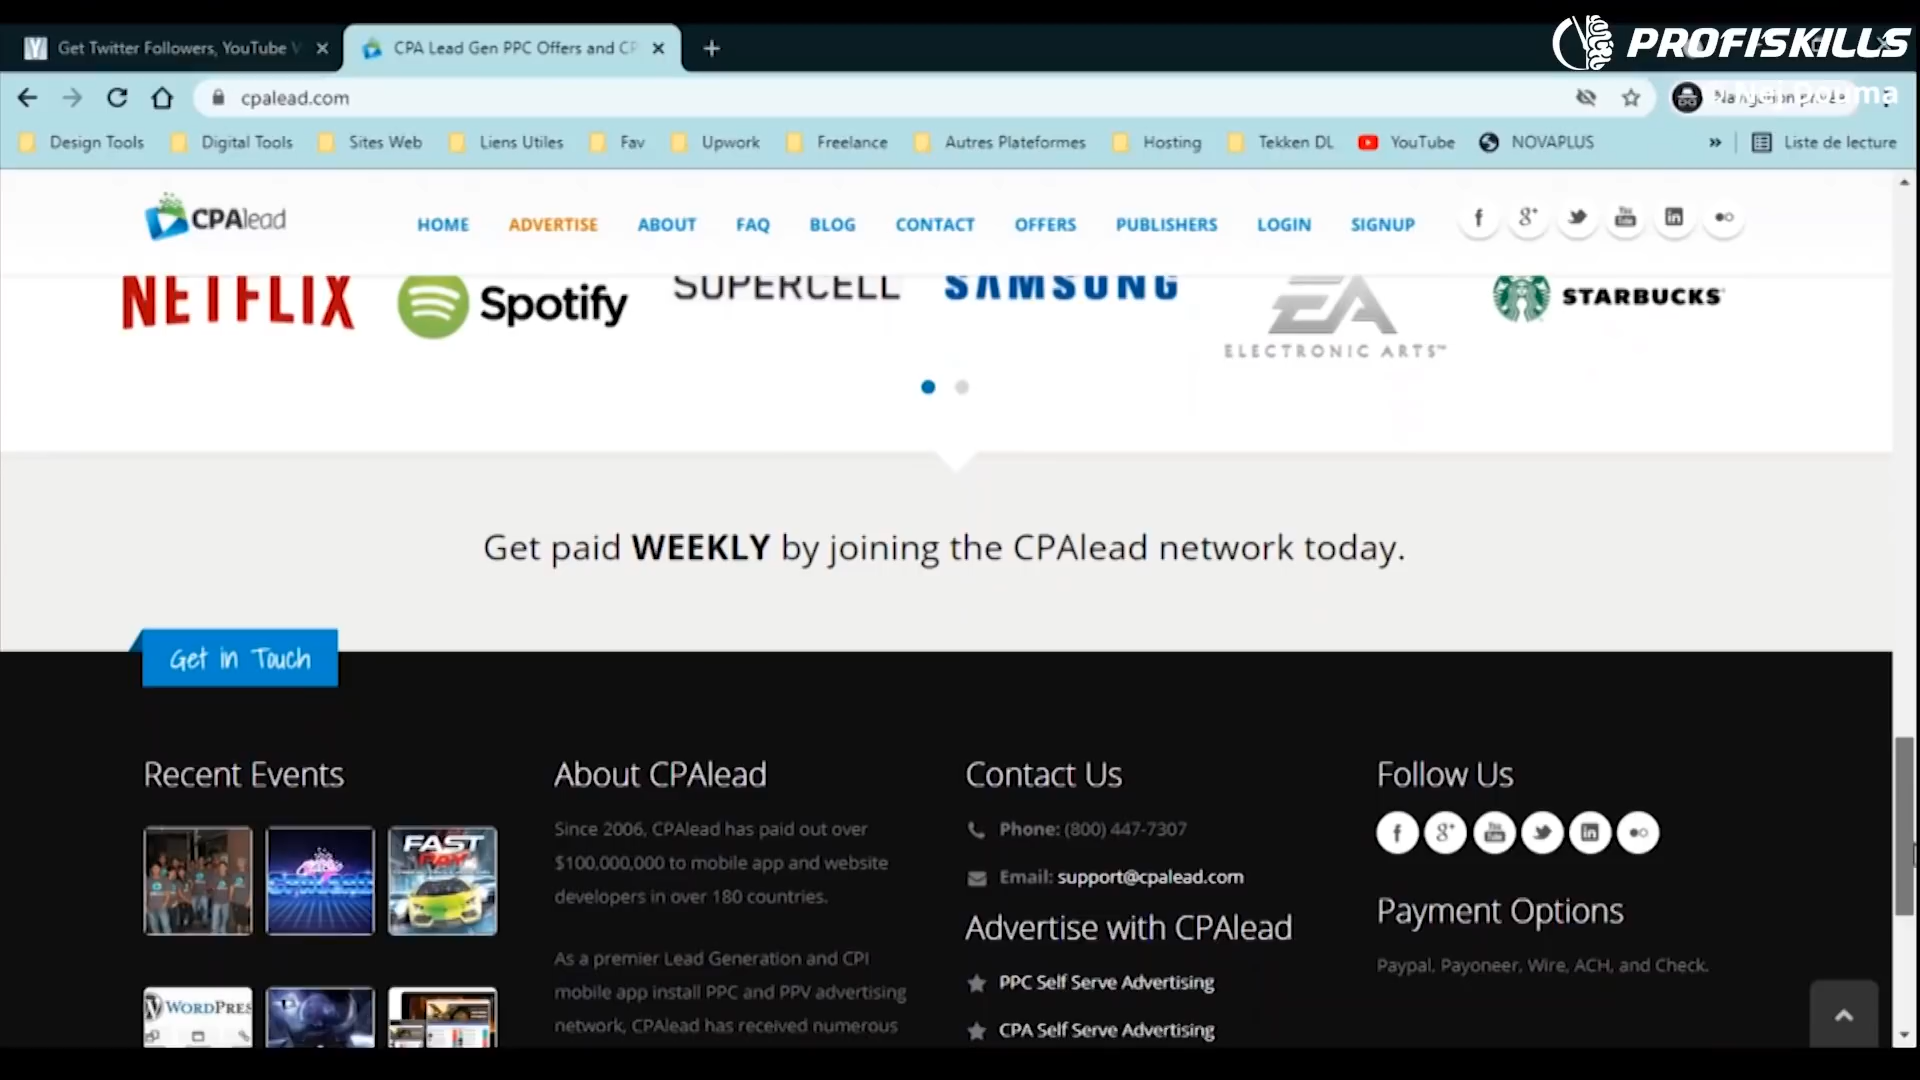 PROFISKILLS
Get Twitter Followers, YouTube V
CPA Lead Gen PPC Offers and CP
cpalead.com
Design Tools
Digital Tools
Sites Web
Liens Utiles
Fav
Upwork
Freelance
Autres Plateformes
Hosting
Tekken DL
YouTube
NOVAPLUS
Liste de lecture
CPAlead
HOME
ADVERTISE
ABOUT
FAQ
BLOG
CONTACT
OFFERS
PUBLISHERS
LOGIN
SIGNUP
NETFLIX
Spotify
SUPERCELL
SAMSUNG
EA
ELECTRONIC ARTS™
STARBUCKS
Get paid WEEKLY by joining the CPAlead network today.
Get in Touch
Recent Events
FAST
PAY
WORDPRES
About CPAlead
Since 2006, CPAlead has paid out over
$100,000,000 to mobile app and website
developers in over 180 countries.
As a premier Lead Generation and CPI
mobile app install PPC and PPV advertising
network, CPAlead has received numerous
Contact Us
Phone: (800) 447-7307
Email: support@cpalead.com
Advertise with CPAlead
PPC Self Serve Advertising
CPA Self Serve Advertising
Follow Us
Payment Options
Paypal, Payoneer, Wire, ACH, and Check.